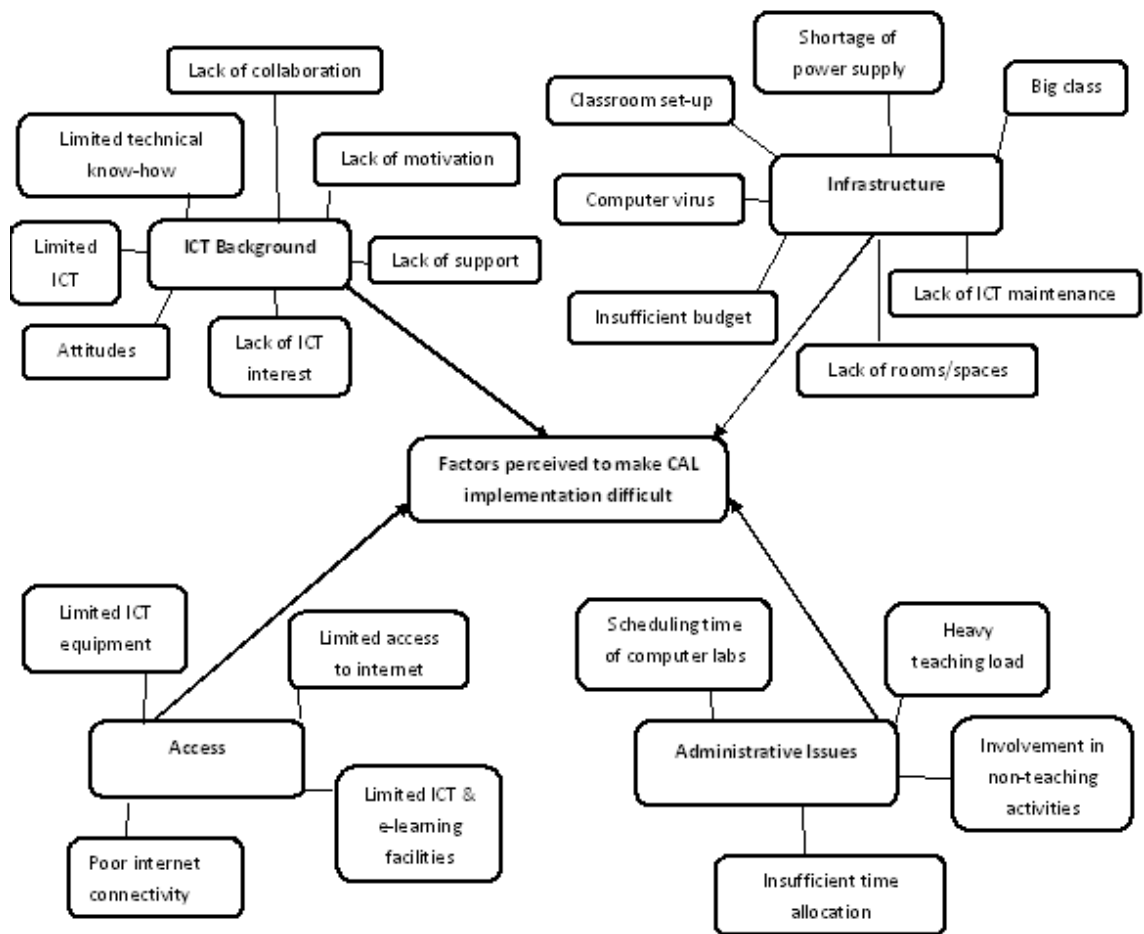 Lack of collaboration
Limited technical
know-how
Lack of motivation
Limited
ICT
ICT Background
Lack of support
Attitudes
Lack of ICT
interest
Shortage of
power supply
Classroom set-up
Big class
Computer virus
Infrastructure
Insufficient budget
Lack of ICT maintenance
Lack of rooms/spaces
Factors perceived to make CAL
implementation difficult
Limited ICT
equipment
Limited access
to internet
Access
Poor internet
connectivity
Limited ICT &
e-learning
facilities
Scheduling time
of computer labs
Heavy
teaching load
Administrative Issues
Involvement in
non-teaching
activities
Insufficient time
allocation